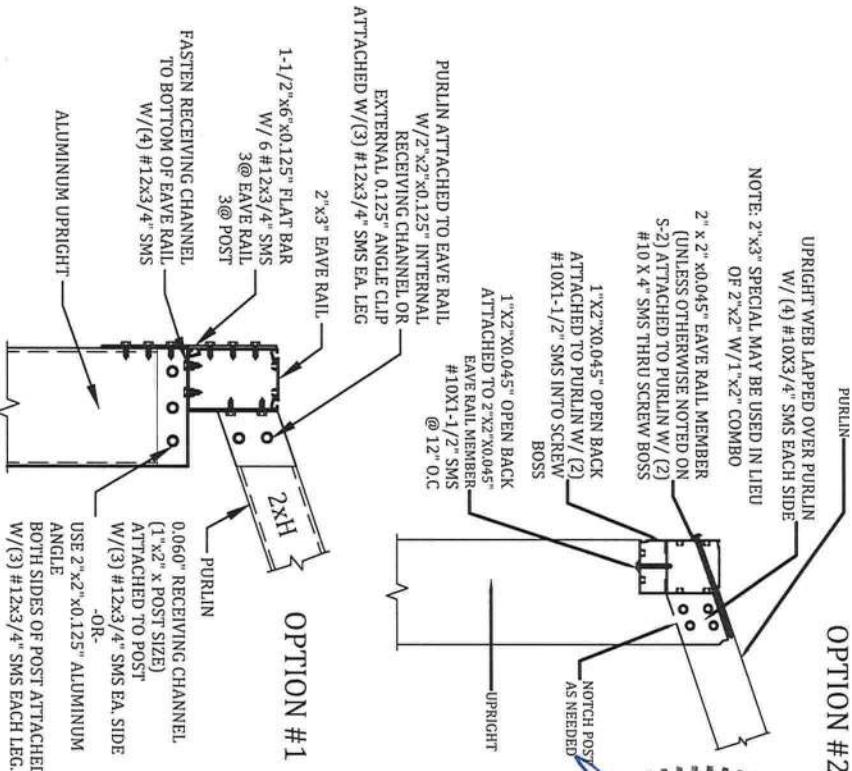 OPTION #2
PURLIN
UPRIGHT WEB LAPPED OVER PURLIN
W/ (4) #10X3/4" SMS EACH SIDE
NOTE: 2"x3" SPECIAL MAY BE USED IN LIEU
OF 2"x2" W/1"x2" COMBO
2" x 2" x0.045" EAVE RAIL MEMBER
(UNLESS OTHERWISE NOTED ON
S-2) ATTACHED TO PURLIN W/ (2)
#10 X 4" SMS THRU SCREW BOSS
1"X2"X0.045" OPEN BACK
ATTACHED TO PURLIN W/ (2)
#10X1-1/2" SMS INTO SCREW
BOSS
1"X2"X0.045" OPEN BACK
ATTACHED TO 2"X2"X0.045"
EAVE RAIL MEMBER
#10X1-1/2" SMS
@ 12" O.C
NOTCH POST
AS NEEDED
UPRIGHT
OPTION #1
PURLIN ATTACHED TO EAVE RAIL
W/2"x2"x0.125" INTERNAL
RECEIVING CHANNEL OR
EXTERNAL 0.125" ANGLE CLIP
ATTACHED W/(3) #12x3/4" SMS EA. LEG
2"x3" EAVE RAIL
1-1/2"x6"x0.125" FLAT BAR
W/ 6 #12x3/4" SMS
3@ EAVE RAIL
3@ POST
FASTEN RECEIVING CHANNEL
TO BOTTOM OF EAVE RAIL
W/(4) #12x3/4" SMS
ALUMINUM UPRIGHT
2xH
PURLIN
0.060" RECEIVING CHANNEL
(1"x2" x POST SIZE)
ATTACHED TO POST
W/(3) #12x3/4" SMS EA. SIDE
-OR-
USE 2"x2"x0.125" ALUMINUM
ANGLE
BOTH SIDES OF POST ATTACHED
W/(3) #12x3/4" SMS EACH LEG.